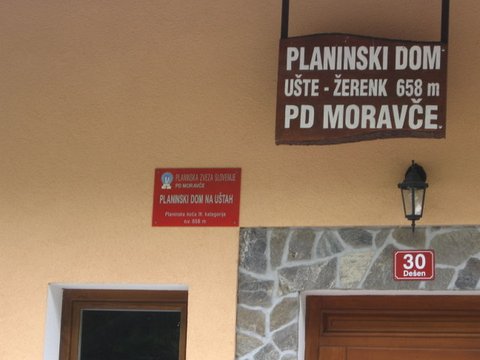 PLANINSKI DOM
UŠTE - ŽERENK 658 m
PD MORAVČE
PLANINSKA ZVEZA SLOVENIJE
PD MORAVČE
PLANINSKI DOM NA UŠTAH
Planinska koča III. kategorije
nv. 658 m
30
Dešen